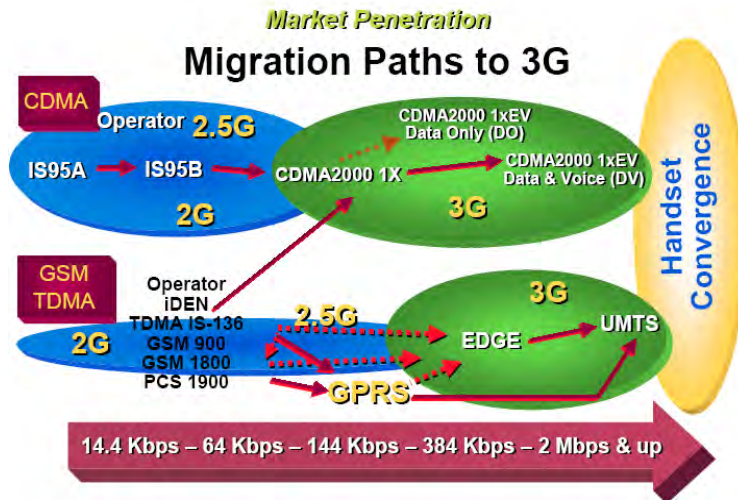 Market Penetration
Migration Paths to 3G
CDMA
Operator 2.5G
IS95A
IS95B
2G
CDMA2000 1xEV
Data Only (DO)
CDMA2000 1X
CDMA2000 1xEV
Data & Voice (DV)
3G
Handset
Convergence
GSM
TDMA
Operator
iDEN
TDMA IS-136
GSM 900
GSM 1800
PCS 1900
2G
2.5G
GPRS
3G
EDGE
UMTS
14.4 Kbps – 64 Kbps – 144 Kbps – 384 Kbps – 2 Mbps & up